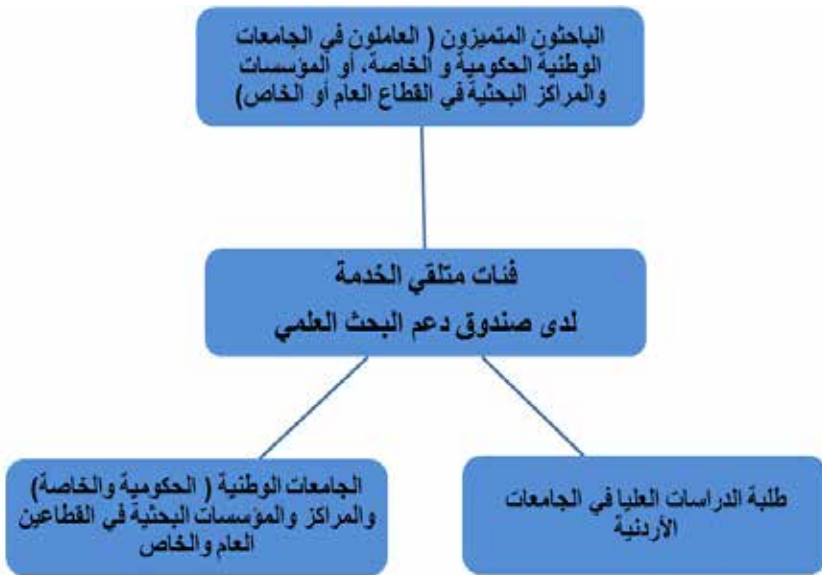 الباحثون المتميزون ( العاملون في الجامعات
الوطنية الحكومية و الخاصة، أو المؤسسات
والمراكز البحثية في القطاع العام أو الخاص)
فئات متلقي الخدمة
لدى صندوق دعم البحث العلمي
طلبة الدراسات العليا في الجامعات
الأردنية
الجامعات الوطنية ( الحكومية والخاصة)
والمراكز والمؤسسات البحثية في القطاعين
العام والخاص